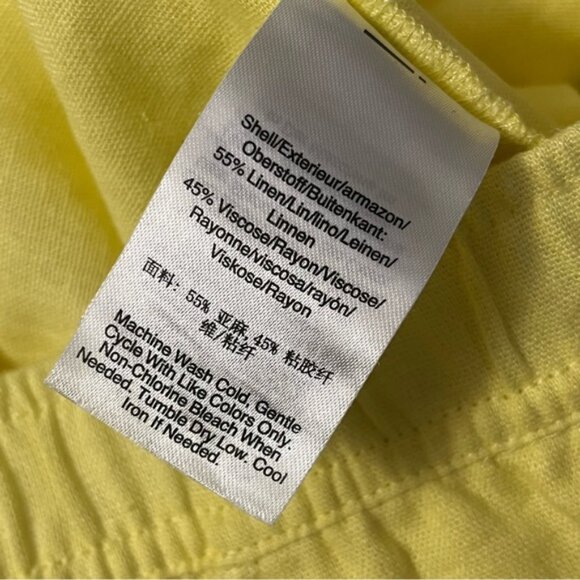 Shell/Exterieur/armazon/
Oberstoff/Buitenkant:
55% Linen/Lin/lino/Leinen/
Linnen
45% Viscose/Rayon/Viscose/
Rayonne/viscosa/rayón/
Viskose/Rayon
面料: 55% 亚麻, 45% 粘胶纤
维/粘纤
Machine Wash Cold, Gentle
Cycle With Like Colors Only.
Non-Chlorine Bleach When
Needed, Tumble Dry Low. Cool
Iron If Needed.